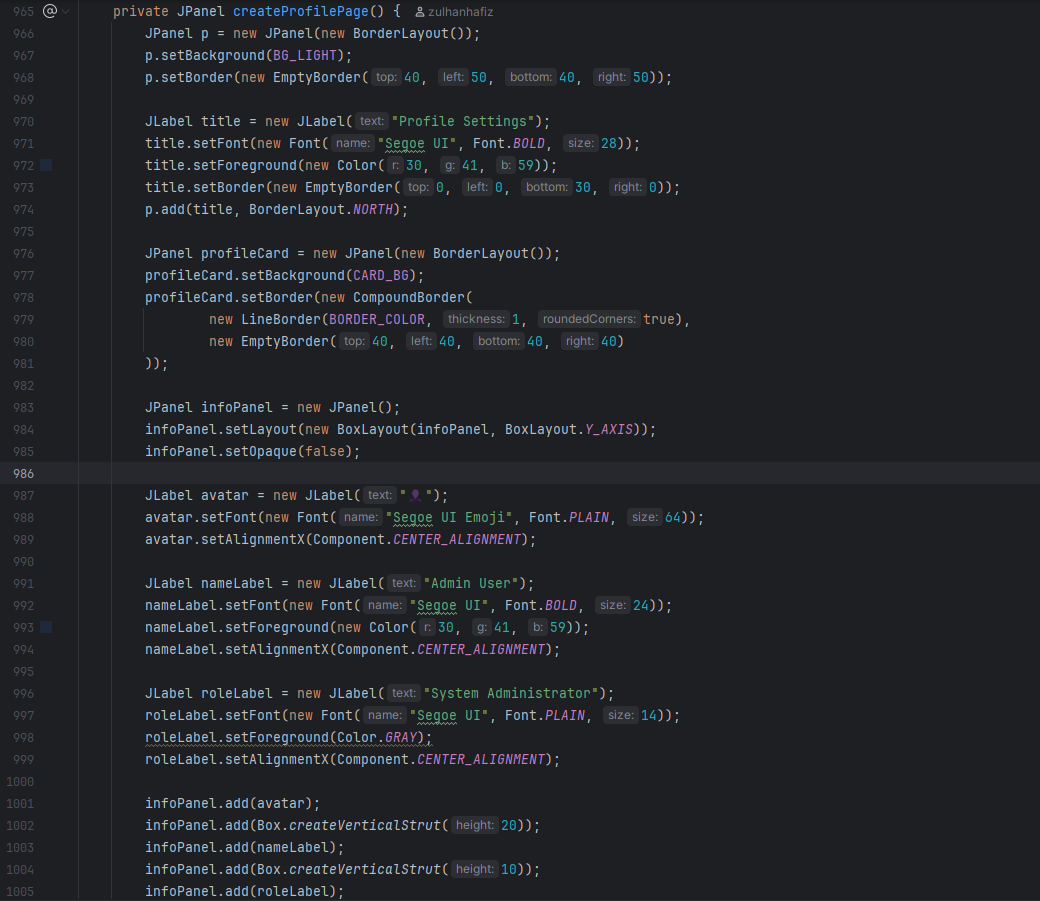 965 @ private JPanel createProfilePage() { zulhanhafiz
966 JPanel p = new JPanel(new BorderLayout());
967 p.setBackground(BG_LIGHT);
968 p.setBorder(new EmptyBorder( top: 40, left: 50, bottom: 40, right: 50));
969
970 JLabel title = new JLabel( text: "Profile Settings");
971 title.setFont(new Font( name: "Segoe UI", Font.BOLD, size: 28));
972 title.setForeground(new Color( r: 30, g: 41, b: 59));
973 title.setBorder(new EmptyBorder( top: 0, left: 0, bottom: 30, right: 0));
974 p.add(title, BorderLayout.NORTH);
975
976 JPanel profileCard = new JPanel(new BorderLayout());
977 profileCard.setBackground(CARD_BG);
978 profileCard.setBorder(new CompoundBorder(
979 new LineBorder(BORDER_COLOR, thickness: 1, roundedCorners: true),
980 new EmptyBorder( top: 40, left: 40, bottom: 40, right: 40)
981 ));
982
983 JPanel infoPanel = new JPanel();
984 infoPanel.setLayout(new BoxLayout(infoPanel, BoxLayout.Y_AXIS));
985 infoPanel.setOpaque(false);
986
987 JLabel avatar = new JLabel( text: "👤");
988 avatar.setFont(new Font( name: "Segoe UI Emoji", Font.PLAIN, size: 64));
989 avatar.setAlignmentX(Component.CENTER_ALIGNMENT);
990
991 JLabel nameLabel = new JLabel( text: "Admin User");
992 nameLabel.setFont(new Font( name: "Segoe UI", Font.BOLD, size: 24));
993 nameLabel.setForeground(new Color( r: 30, g: 41, b: 59));
994 nameLabel.setAlignmentX(Component.CENTER_ALIGNMENT);
995
996 JLabel roleLabel = new JLabel( text: "System Administrator");
997 roleLabel.setFont(new Font( name: "Segoe UI", Font.PLAIN, size: 14));
998 roleLabel.setForeground(Color.GRAY);
999 roleLabel.setAlignmentX(Component.CENTER_ALIGNMENT);
1000
1001 infoPanel.add(avatar);
1002 infoPanel.add(Box.createVerticalStrut( height: 20));
1003 infoPanel.add(nameLabel);
1004 infoPanel.add(Box.createVerticalStrut( height: 10));
1005 infoPanel.add(roleLabel);